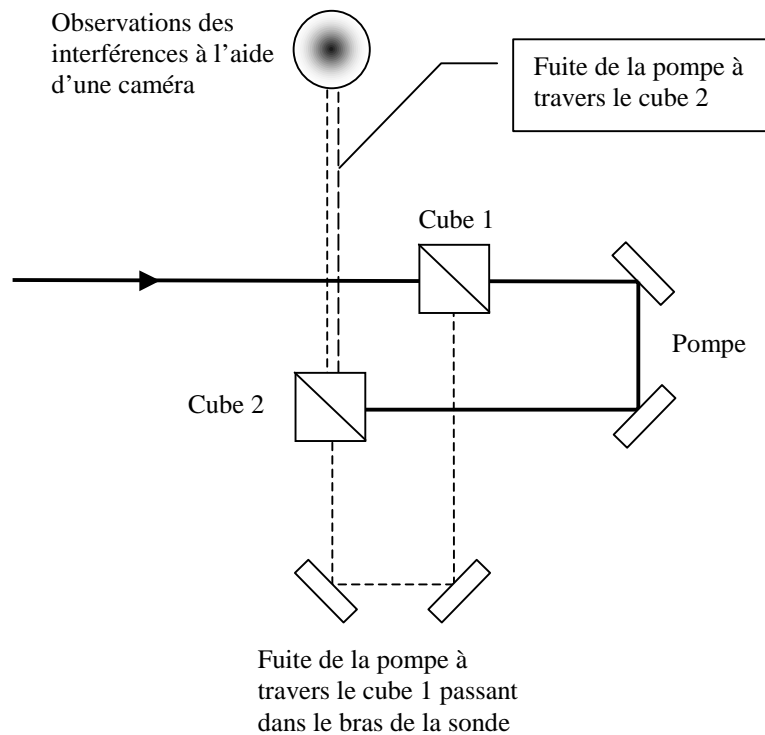 Observations des
interférences à l’aide
d’une caméra
Fuite de la pompe à
travers le cube 2
Cube 1
Pompe
Cube 2
Fuite de la pompe à
travers le cube 1 passant
dans le bras de la sonde